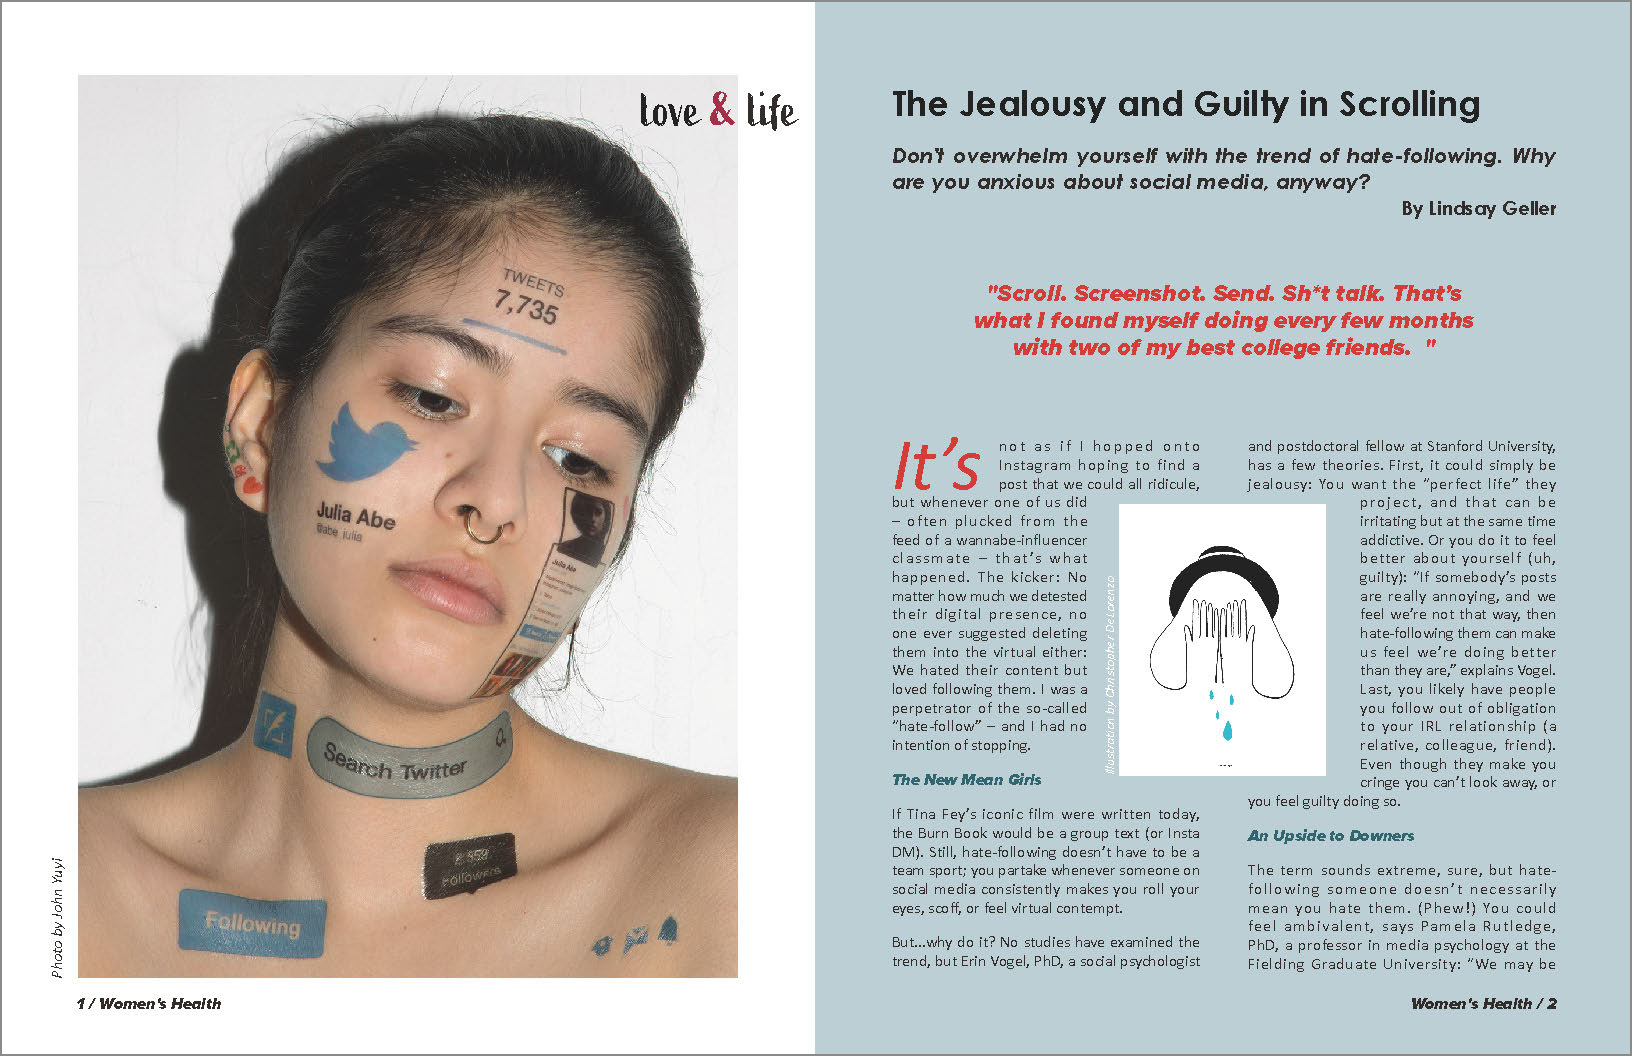 love & life
TWEETS
7,735
Julia Abe
@abe_julia
Julia Abe
Search Twitter
Followers
Following
Photo by John Yuyi
1 / Women's Health
The Jealousy and Guilty in Scrolling
Don't overwhelm yourself with the trend of hate-following. Why
are you anxious about social media, anyway?
By Lindsay Geller
"Scroll. Screenshot. Send. Sh*t talk. That's
what I found myself doing every few months
with two of my best college friends. "
It's not as if I hopped onto
Instagram hoping to find a
post that we could all ridicule,
but whenever one of us did
– often plucked from the
feed of a wannabe-influencer
classmate – that's what
happened. The kicker: No
matter how much we detested
their digital presence, no
one ever suggested deleting
them into the virtual either:
We hated their content but
loved following them. I was a
perpetrator of the so-called
"hate-follow" – and I had no
intention of stopping.
The New Mean Girls
If Tina Fey's iconic film were written today,
the Burn Book would be a group text (or Insta
DM). Still, hate-following doesn't have to be a
team sport; you partake whenever someone on
social media consistently makes you roll your
eyes, scoff, or feel virtual contempt.
But...why do it? No studies have examined the
trend, but Erin Vogel, PhD, a social psychologist
Illustration by Christopher DeLorenzo
and postdoctoral fellow at Stanford University,
has a few theories. First, it could simply be
jealousy: You want the "perfect life" they
project, and that can be
irritating but at the same time
addictive. Or you do it to feel
better about yourself (uh,
guilty): "If somebody's posts
are really annoying, and we
feel we're not that way, then
hate-following them can make
us feel we're doing better
than they are," explains Vogel.
Last, you likely have people
you follow out of obligation
to your IRL relationship (a
relative, colleague, friend).
Even though they make you
cringe you can't look away, or
you feel guilty doing so.
An Upside to Downers
The term sounds extreme, sure, but hate-
following someone doesn't necessarily
mean you hate them. (Phew!) You could
feel ambivalent, says Pamela Rutledge,
PhD, a professor in media psychology at the
Fielding Graduate University: "We may be
Women's Health / 2